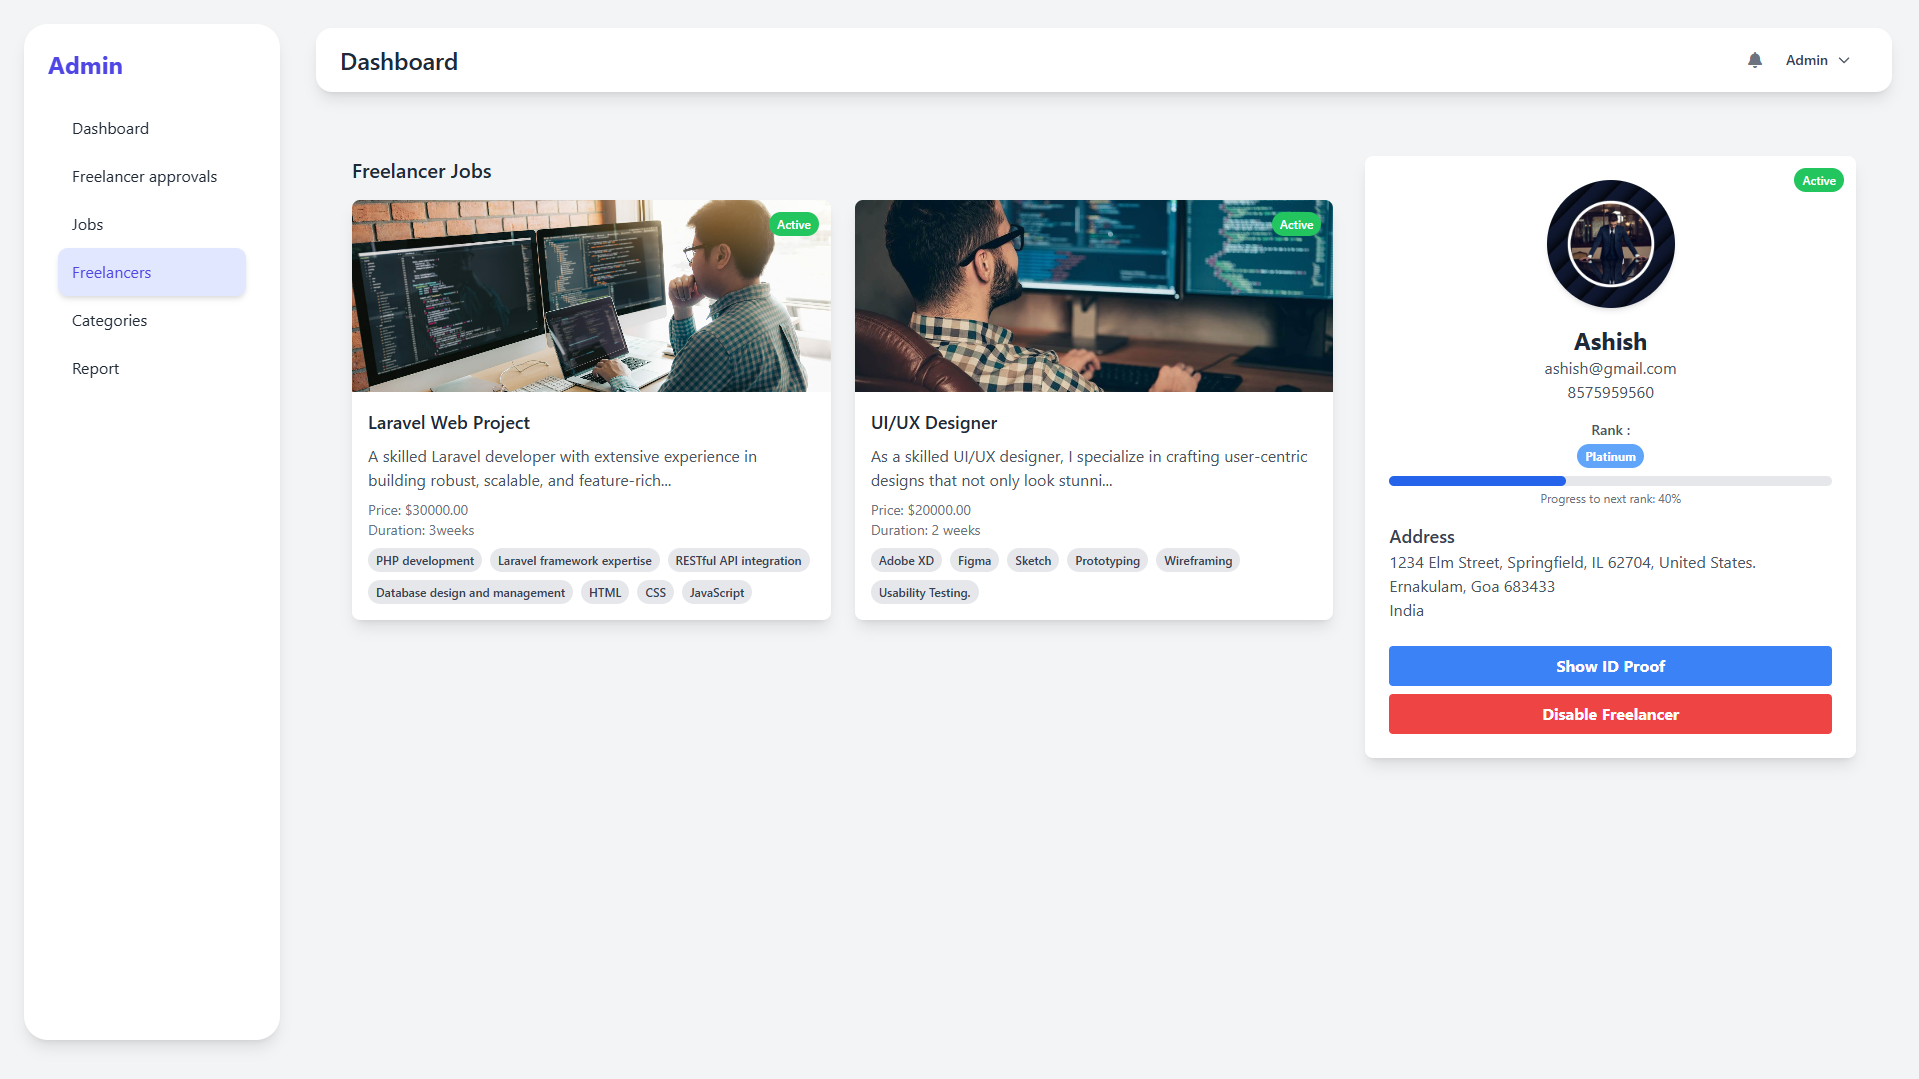 Admin
Dashboard
Freelancer approvals
Jobs
Freelancers
Categories
Report
Dashboard
Admin
Freelancer Jobs
Active
Laravel Web Project
A skilled Laravel developer with extensive experience in
building robust, scalable, and feature-rich...
Price: $30000.00
Duration: 3weeks
PHP development
Laravel framework expertise
RESTful API integration
Database design and management
HTML
CSS
JavaScript
Active
UI/UX Designer
As a skilled UI/UX designer, I specialize in crafting user-centric
designs that not only look stunni...
Price: $20000.00
Duration: 2 weeks
Adobe XD
Figma
Sketch
Prototyping
Wireframing
Usability Testing.
Active
Ashish
ashish@gmail.com
8575959560
Rank :
Platinum
Progress to next rank: 40%
Address
1234 Elm Street, Springfield, IL 62704, United States.
Ernakulam, Goa 683433
India
Show ID Proof
Disable Freelancer